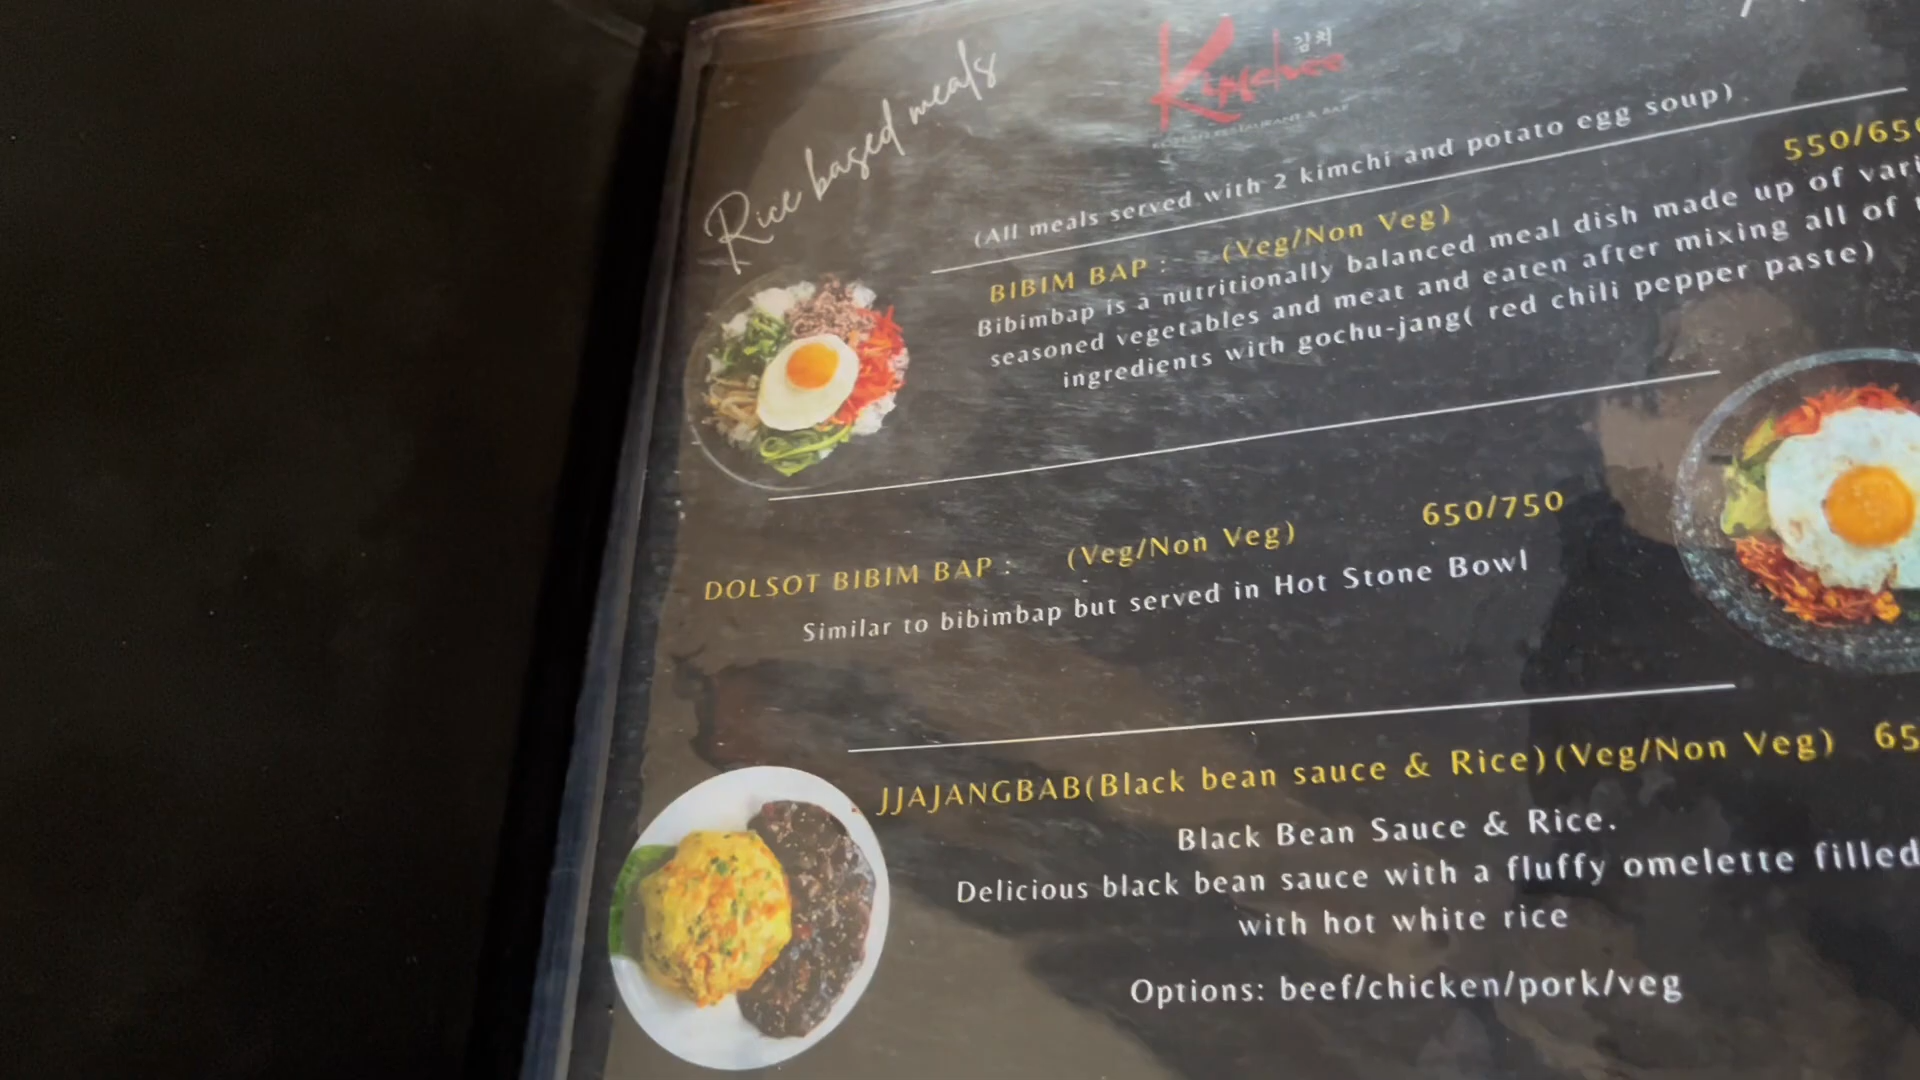 Rice based meals
김치
Kimchee
KOREAN RESTAURANT & BAR
(All meals served with 2 kimchi and potato egg soup)
BIBIM BAP : (Veg/Non Veg) 550/650
Bibimbap is a nutritionally balanced meal dish made up of
seasoned vegetables and meat and eaten after mixing all of
ingredients with gochu-jang( red chili pepper paste)
DOLSOT BIBIM BAP : (Veg/Non Veg) 650/750
Similar to bibimbap but served in Hot Stone Bowl
JJAJANGBAB(Black bean sauce & Rice)(Veg/Non Veg)
Black Bean Sauce & Rice.
Delicious black bean sauce with a fluffy omelette filled
with hot white rice
Options: beef/chicken/pork/veg